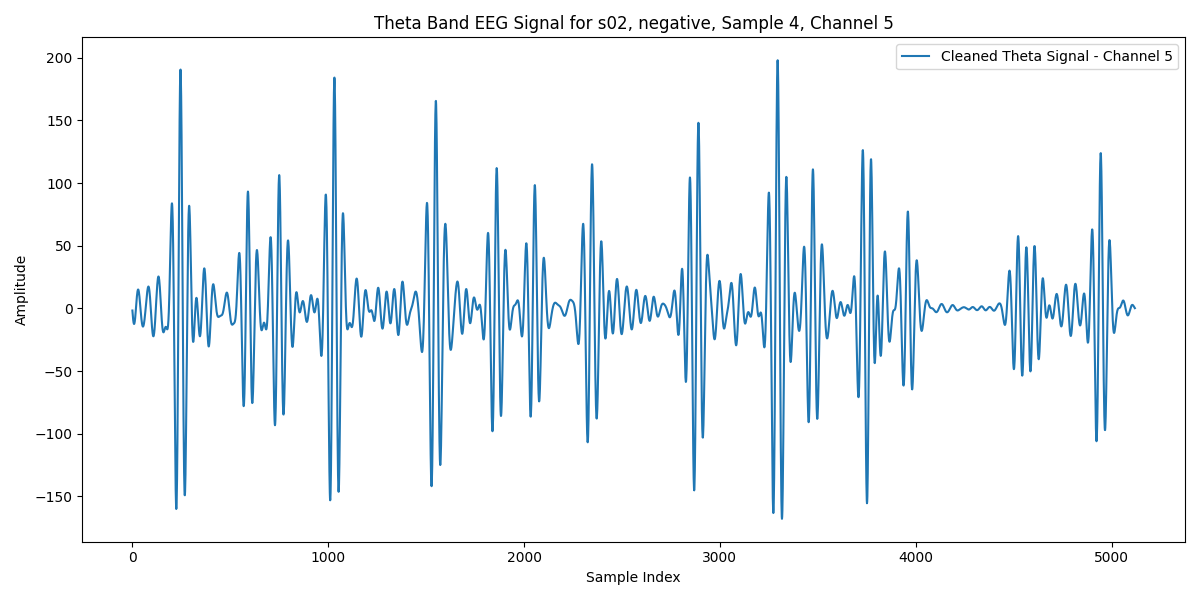 Theta Band EEG Signal for s02, negative, Sample 4, Channel 5
Cleaned Theta Signal - Channel 5
Amplitude
200
150
100
50
0
−50
−100
−150
0 1000 2000 3000 4000 5000
Sample Index